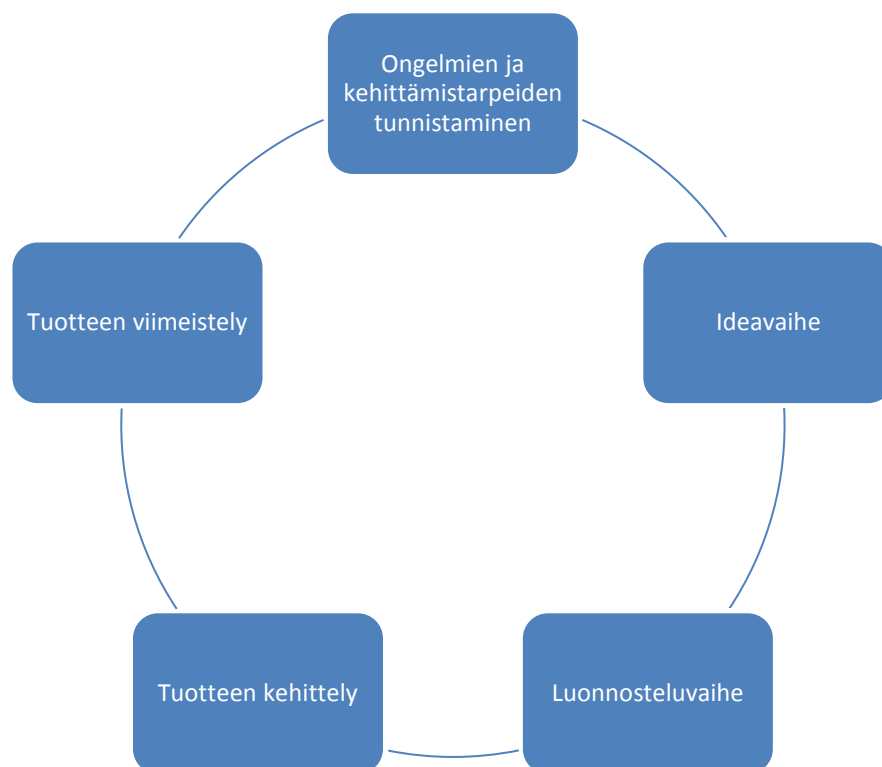 Ongelmien ja
kehittämistarpeiden
tunnistaminen
Ideavaihe
Luonnosteluvaihe
Tuotteen kehittely
Tuotteen viimeistely